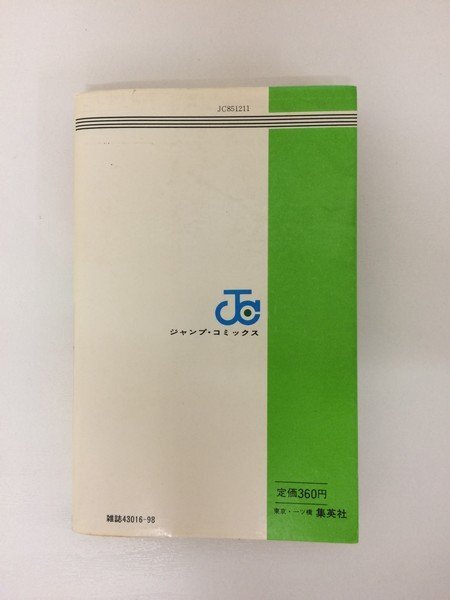 JC851211
JC
ジャンプ・コミックス
定価360円
東京・一ツ橋 集英社
雑誌43016-98